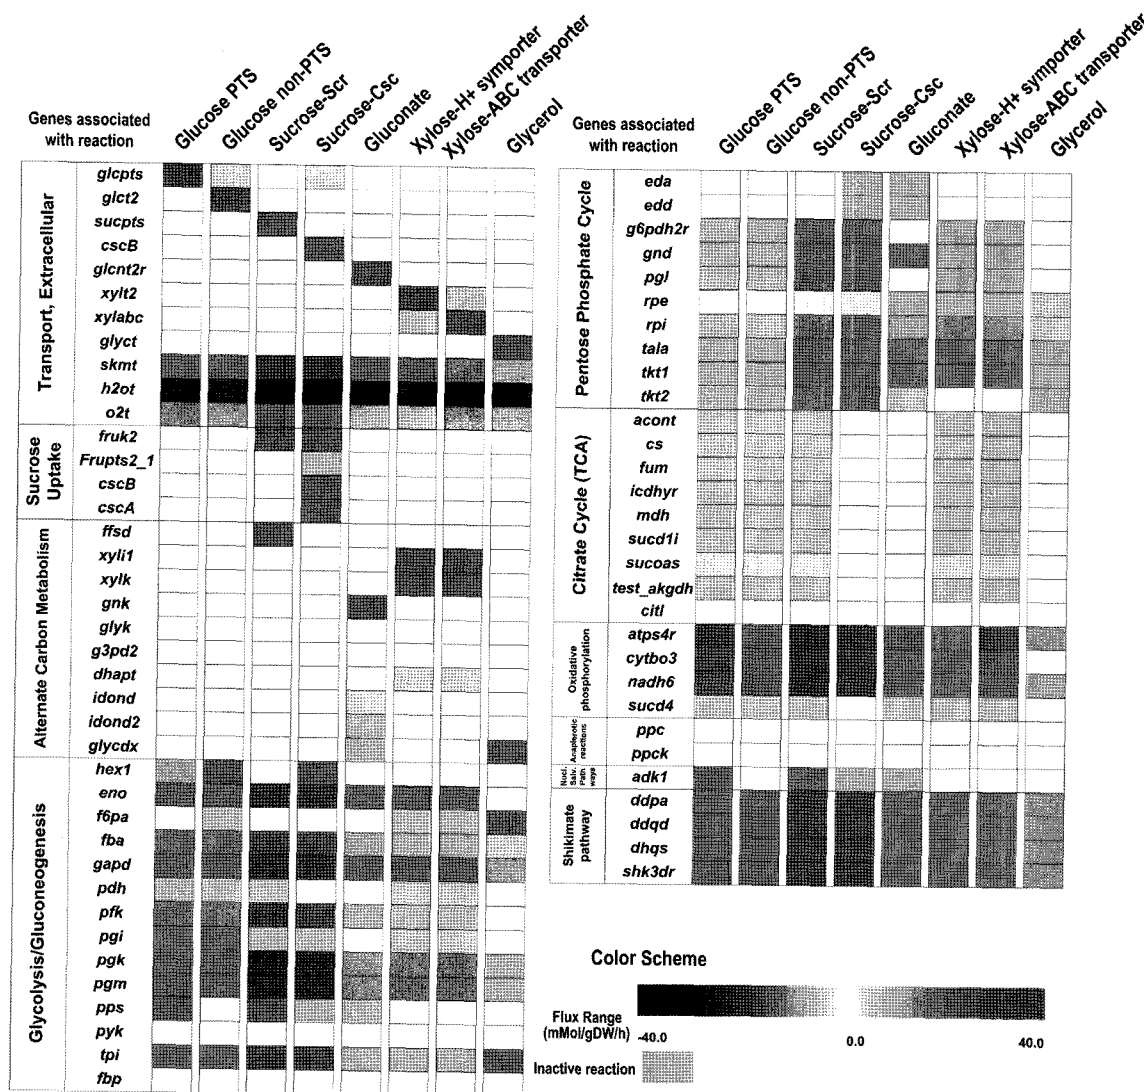 Genes associated
with reaction
Glucose PTS
Glucose non-PTS
Sucrose-Scr
Sucrose-Csc
Gluconate
Xylose-H+ symporter
Xylose-ABC transporter
Glycerol
Transport, Extracellular
glcpts
glct2
sucpts
cscB
glcnt2r
xylt2
xylabc
glyct
skmt
h2ot
o2t
Sucrose
Uptake
fruk2
Frupts2_1
cscB
cscA
Alternate Carbon Metabolism
ffsd
xyli1
xylk
gnk
glyk
g3pd2
dhapt
idond
idond2
glycdx
Glycolysis/Gluconeogenesis
hex1
eno
f6pa
fba
gapd
pdh
pfk
pgi
pgk
pgm
pps
pyk
tpi
fbp
Genes associated
with reaction
Glucose PTS
Glucose non-PTS
Sucrose-Scr
Sucrose-Csc
Gluconate
Xylose-H+ symporter
Xylose-ABC transporter
Glycerol
Pentose Phosphate Cycle
eda
edd
g6pdh2r
gnd
pgl
rpe
rpi
tala
tkt1
tkt2
Citrate Cycle (TCA)
acont
cs
fum
icdhyr
mdh
sucd1i
sucoas
test_akgdh
citl
Oxidative
phosphorylation
atps4r
cytbo3
nadh6
sucd4
Anaplerotic
reactions
ppc
ppck
Nucl.
Salv.
Path
ways
adk1
Shikimate
pathway
ddpa
ddqd
dhqs
shk3dr
Color Scheme
Flux Range
(mMol/gDW/h)
-40.0
0.0
40.0
Inactive reaction